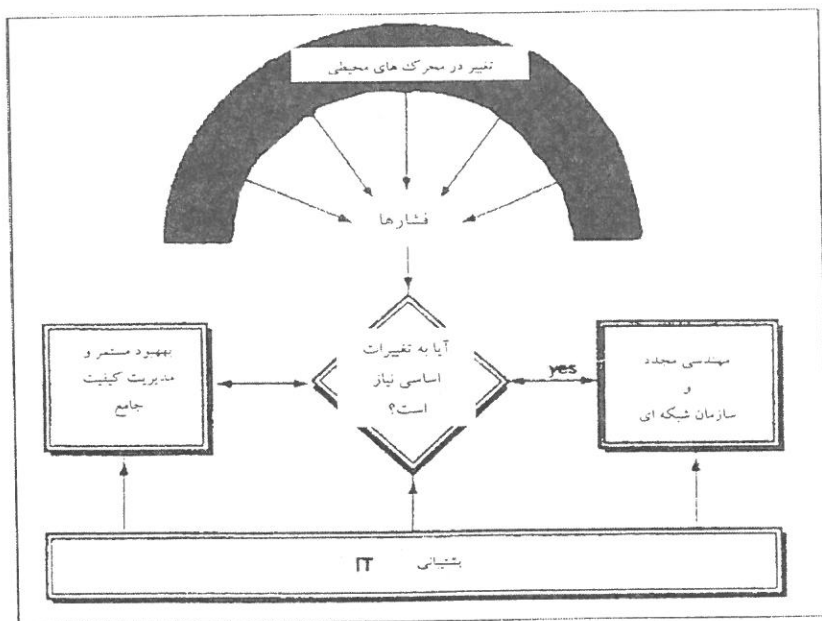 تغییر در محرک های محیطی
فشارها
آیا به تغییرات
اساسی نیاز
است؟
yes
مهندسی مجدد
و
سازمان شبکه ای
بهبود مستمر و
مدیریت کیفیت
جامع
پشتیبانی IT